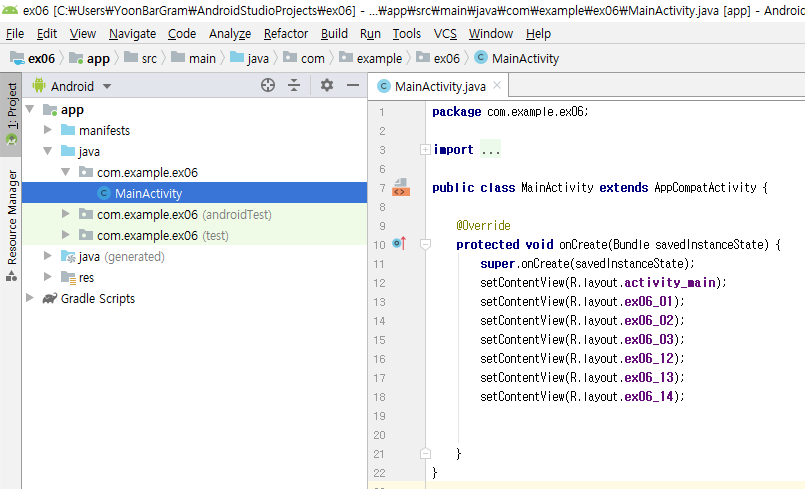 ex06 [C:₩Users₩YoonBarGram₩AndroidStudioProjects₩ex06] - ...₩app₩src₩main₩java₩com₩example₩ex06₩MainActivity.java [app] - Android
File Edit View Navigate Code Analyze Refactor Build Run Tools VCS Window Help
ex06 app src main java com example ex06 MainActivity
1: Project
Resource Manager
Android
app
manifests
java
com.example.ex06
MainActivity
com.example.ex06 (androidTest)
com.example.ex06 (test)
java (generated)
res
Gradle Scripts
MainActivity.java
1 package com.example.ex06;
2
3 import ...
6
7 public class MainActivity extends AppCompatActivity {
8
9 @Override
10 protected void onCreate(Bundle savedInstanceState) {
11 super.onCreate(savedInstanceState);
12 setContentView(R.layout.activity_main);
13 setContentView(R.layout.ex06_01);
14 setContentView(R.layout.ex06_02);
15 setContentView(R.layout.ex06_03);
16 setContentView(R.layout.ex06_12);
17 setContentView(R.layout.ex06_13);
18 setContentView(R.layout.ex06_14);
19
20
21 }
22 }